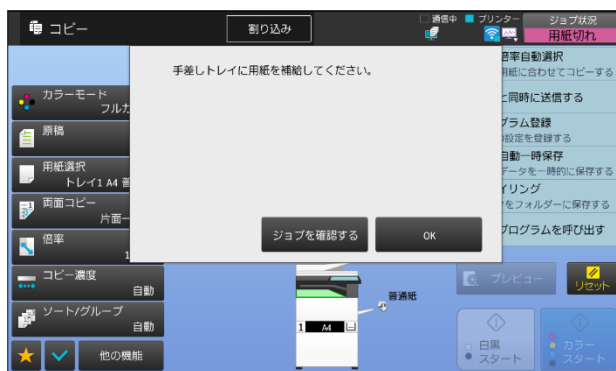 コピー
割り込み
通信中
プリンター
ジョブ状況
用紙切れ
手差しトレイに用紙を補給してください。
ジョブを確認する
OK
カラーモード
フルカ
原稿
用紙選択
トレイ1 A4 普
両面コピー
片面
倍率
1
コピー濃度
自動
ソート/グループ
自動
他の機能
倍率自動選択
用紙に合わせてコピーする
と同時に送信する
グラム登録
設定を登録する
自動一時保存
データを一時的に保存する
イリング
をフォルダーに保存する
プログラムを呼び出す
普通紙
1 A4
プレビュー
リセット
白黒
スタート
カラー
スタート